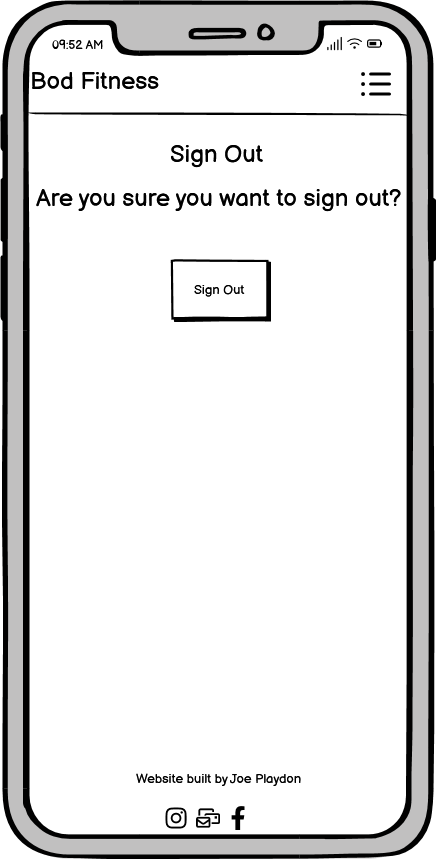 09:52 AM
Bod Fitness
Sign Out
Are you sure you want to sign out?
Sign Out
Website built by Joe Playdon